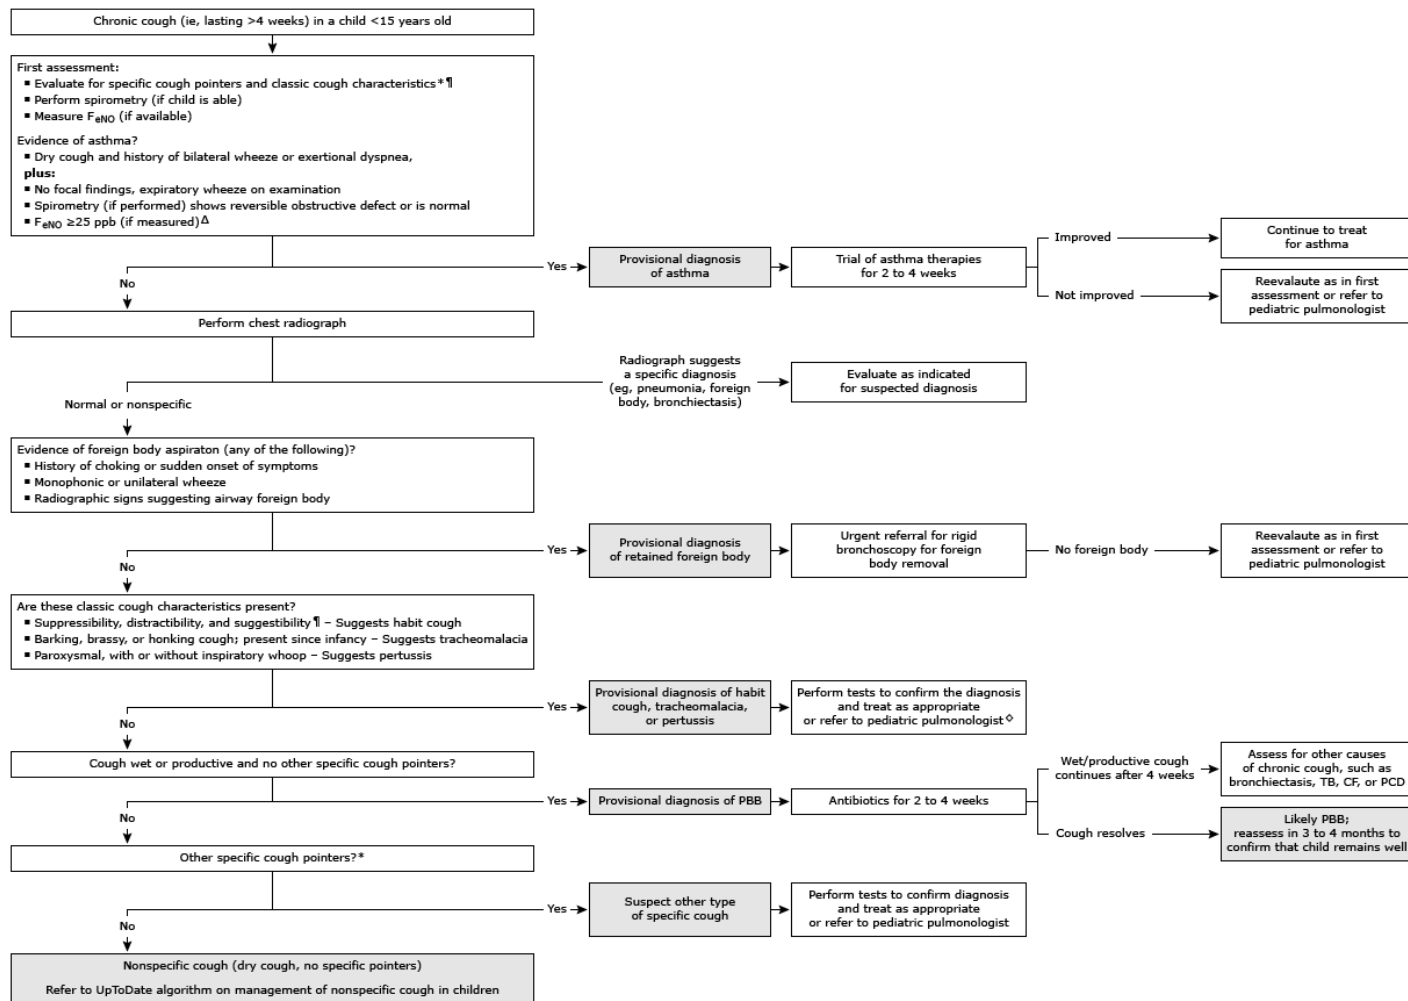 Chronic cough (ie, lasting >4 weeks) in a child <15 years old
First assessment:
▪ Evaluate for specific cough pointers and classic cough characteristics*¶
▪ Perform spirometry (if child is able)
▪ Measure FeNO (if available)
Evidence of asthma?
▪ Dry cough and history of bilateral wheeze or exertional dyspnea,
plus:
▪ No focal findings, expiratory wheeze on examination
▪ Spirometry (if performed) shows reversible obstructive defect or is normal
▪ FeNO ≥25 ppb (if measured)Δ
Yes
Provisional diagnosis
of asthma
Trial of asthma therapies
for 2 to 4 weeks
Improved
Continue to treat
for asthma
Not improved
Reevalaute as in first
assessment or refer to
pediatric pulmonologist
No
Perform chest radiograph
Radiograph suggests
a specific diagnosis
(eg, pneumonia, foreign
body, bronchiectasis)
Evaluate as indicated
for suspected diagnosis
Normal or nonspecific
Evidence of foreign body aspiraton (any of the following)?
▪ History of choking or sudden onset of symptoms
▪ Monophonic or unilateral wheeze
▪ Radiographic signs suggesting airway foreign body
Yes
Provisional diagnosis
of retained foreign body
Urgent referral for rigid
bronchoscopy for foreign
body removal
No foreign body
Reevalaute as in first
assessment or refer to
pediatric pulmonologist
No
Are these classic cough characteristics present?
▪ Suppressibility, distractibility, and suggestibility¶ – Suggests habit cough
▪ Barking, brassy, or honking cough; present since infancy – Suggests tracheomalacia
▪ Paroxysmal, with or without inspiratory whoop – Suggests pertussis
Yes
Provisional diagnosis of habit
cough, tracheomalacia,
or pertussis
Perform tests to confirm the diagnosis
and treat as appropriate
or refer to pediatric pulmonologist◇
No
Cough wet or productive and no other specific cough pointers?
Yes
Provisional diagnosis of PBB
Antibiotics for 2 to 4 weeks
Wet/productive cough
continues after 4 weeks
Assess for other causes
of chronic cough, such as
bronchiectasis, TB, CF, or PCD
Cough resolves
Likely PBB;
reassess in 3 to 4 months to
confirm that child remains well
No
Other specific cough pointers?*
Yes
Suspect other type
of specific cough
Perform tests to confirm diagnosis
and treat as appropriate
or refer to pediatric pulmonologist
No
Nonspecific cough (dry cough, no specific pointers)
Refer to UpToDate algorithm on management of nonspecific cough in children